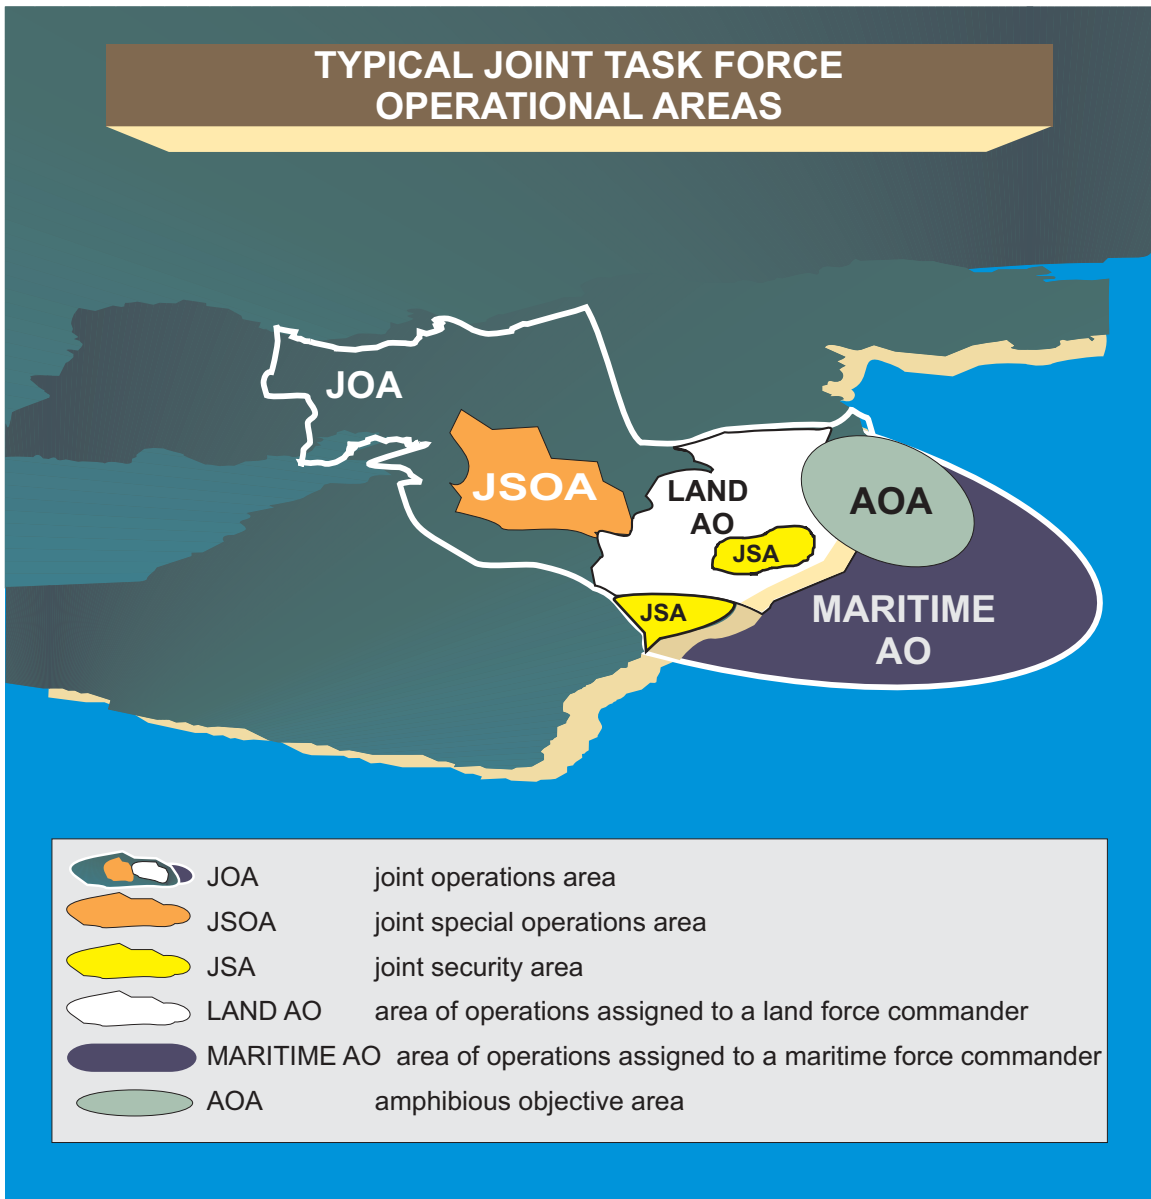 TYPICAL JOINT TASK FORCE
OPERATIONAL AREAS
JOA
JSOA
LAND
AO
AOA
JSA
JSA
MARITIME
AO
JOA joint operations area
JSOA joint special operations area
JSA joint security area
LAND AO area of operations assigned to a land force commander
MARITIME AO area of operations assigned to a maritime force commander
AOA amphibious objective area